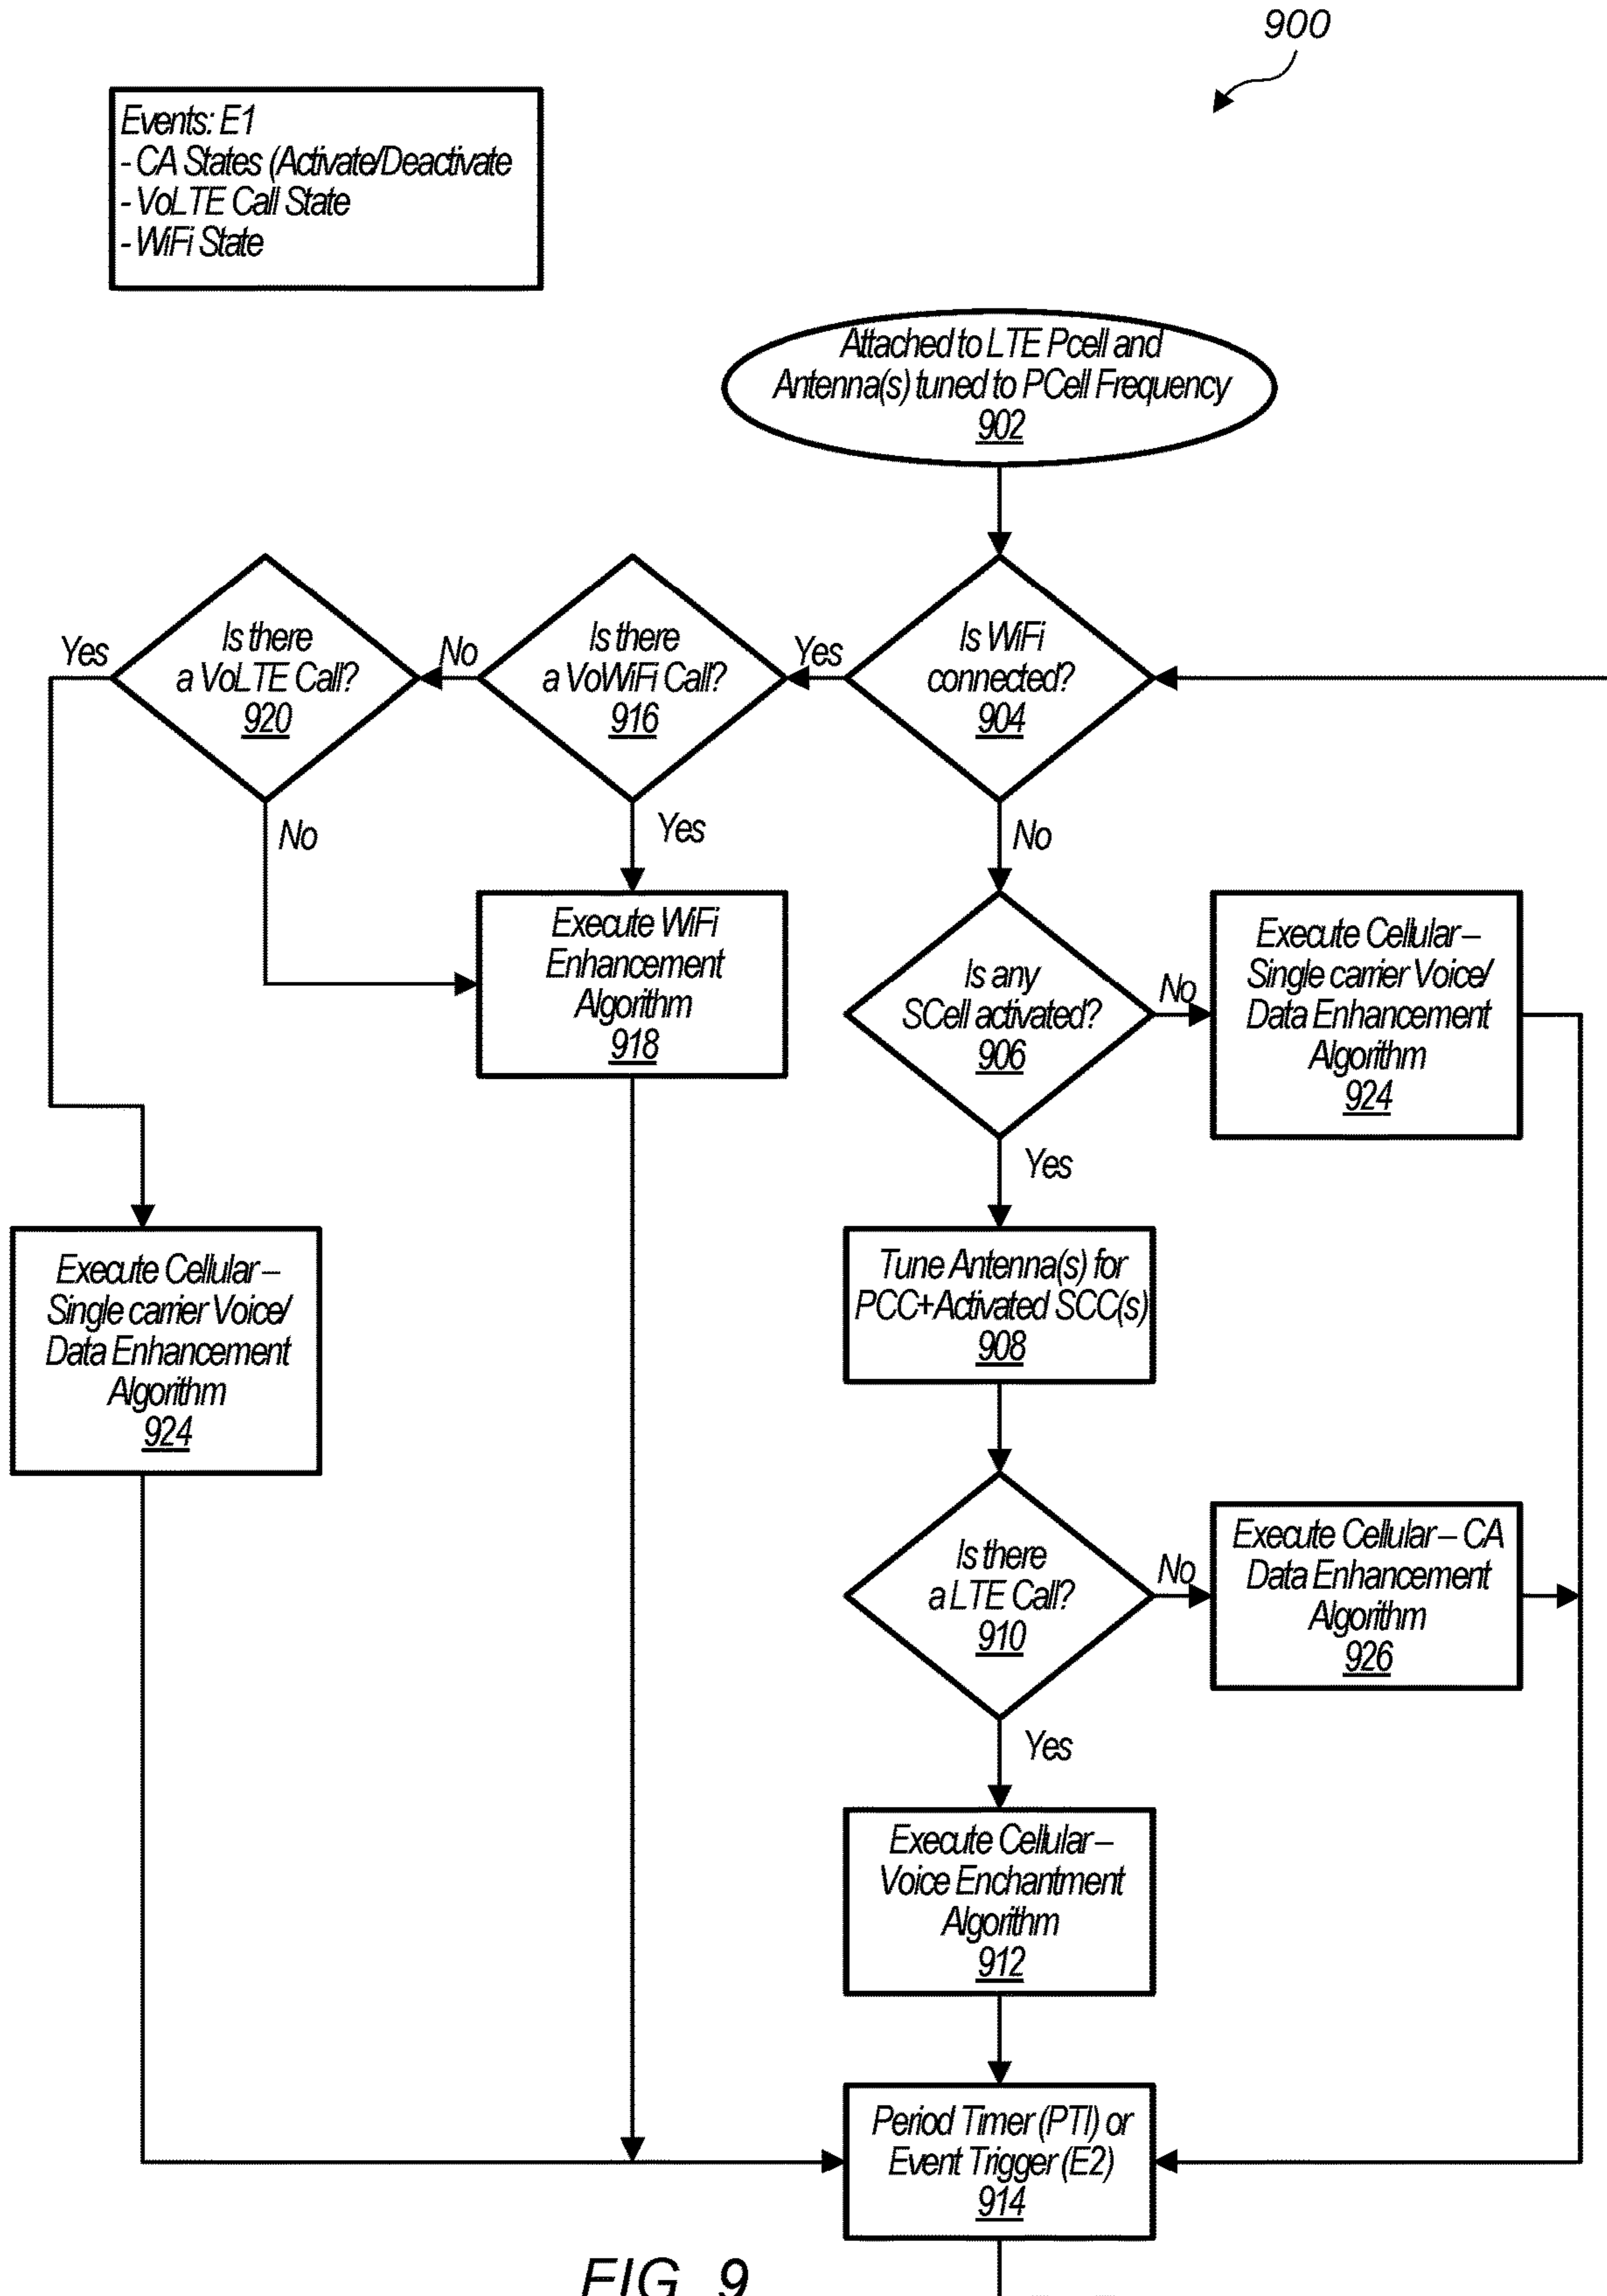 900
Events: E1
- CA States (Activate/Deactivate
- VoLTE Call State
- WiFi State
Attached to LTE Pcell and
Antenna(s) tuned to PCell Frequency
902
Is WiFi
connected?
904
Yes
No
Is there
a VoWiFi Call?
916
No
Yes
Is there
a VoLTE Call?
920
Yes
No
Execute WiFi
Enhancement
Algorithm
918
Is any
SCell activated?
906
No
Yes
Execute Cellular –
Single carrier Voice/
Data Enhancement
Algorithm
924
Execute Cellular –
Single carrier Voice/
Data Enhancement
Algorithm
924
Tune Antenna(s) for
PCC+Activated SCC(s)
908
Is there
a LTE Call?
910
No
Yes
Execute Cellular – CA
Data Enhancement
Algorithm
926
Execute Cellular –
Voice Enchantment
Algorithm
912
Period Timer (PTI) or
Event Trigger (E2)
914
FIG. 9